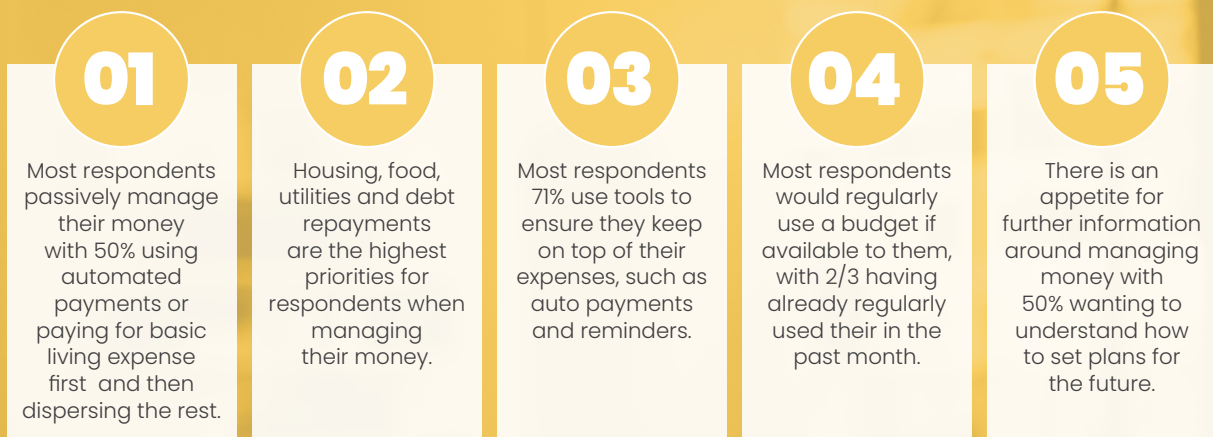 01
Most respondents
passively manage
their money
with 50% using
automated
payments or
paying for basic
living expense
first  and then
dispersing the rest.
02
Housing, food,
utilities and debt
repayments
are the highest
priorities for
respondents when
managing
their money.
03
Most respondents
71% use tools to
ensure they keep
on top of their
expenses, such as
auto payments
and reminders.
04
Most respondents
would regularly
use a budget if
available to them,
with 2/3 having
already regularly
used their in the
past month.
05
There is an
appetite for
further information
around managing
money with
50% wanting to
understand how
to set plans for
the future.